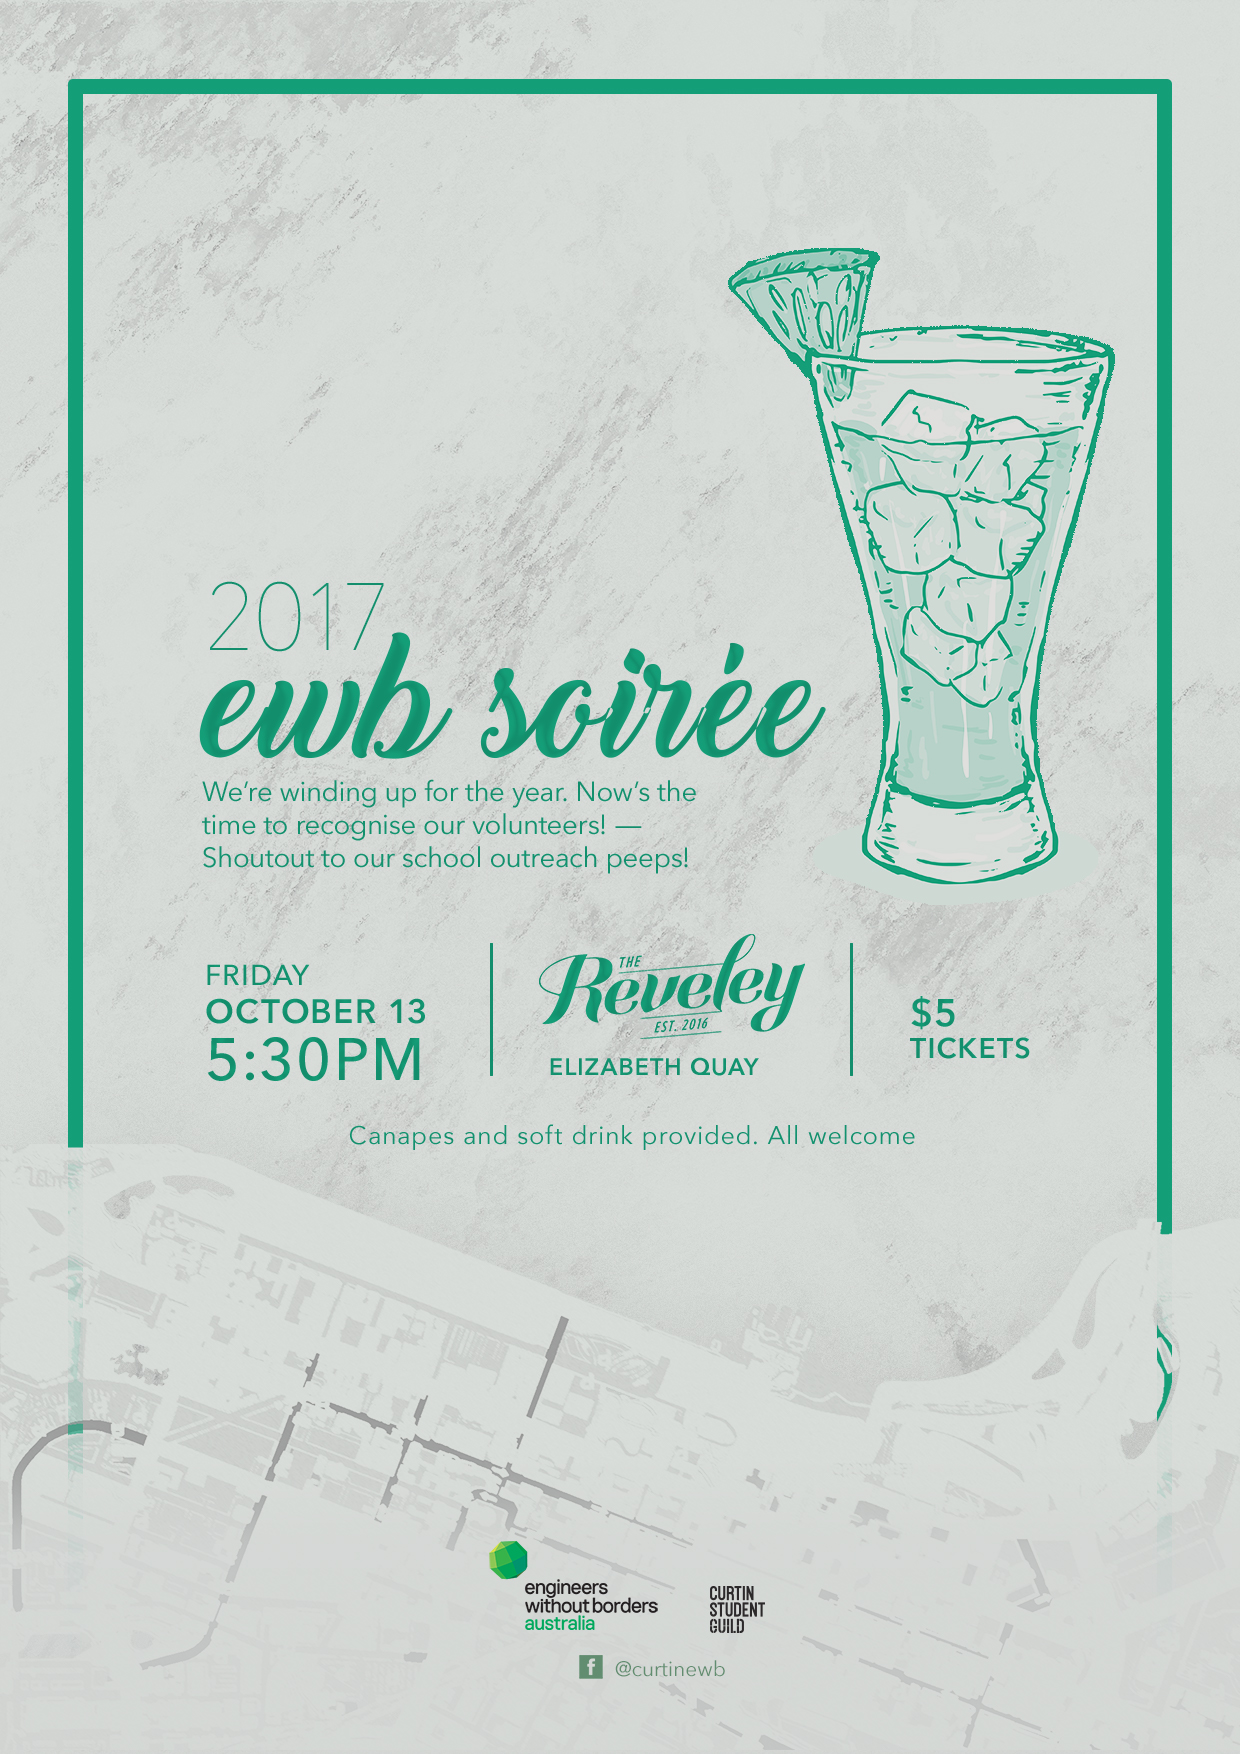 2017
ewb soirée
We're winding up for the year. Now's the
time to recognise our volunteers! —
Shoutout to our school outreach peeps!
FRIDAY
OCTOBER 13
5:30PM
THE
Reveley
EST. 2016
ELIZABETH QUAY
$5
TICKETS
Canapes and soft drink provided. All welcome
engineers
without borders
australia
CURTIN
STUDENT
GUILD
f @curtinewb